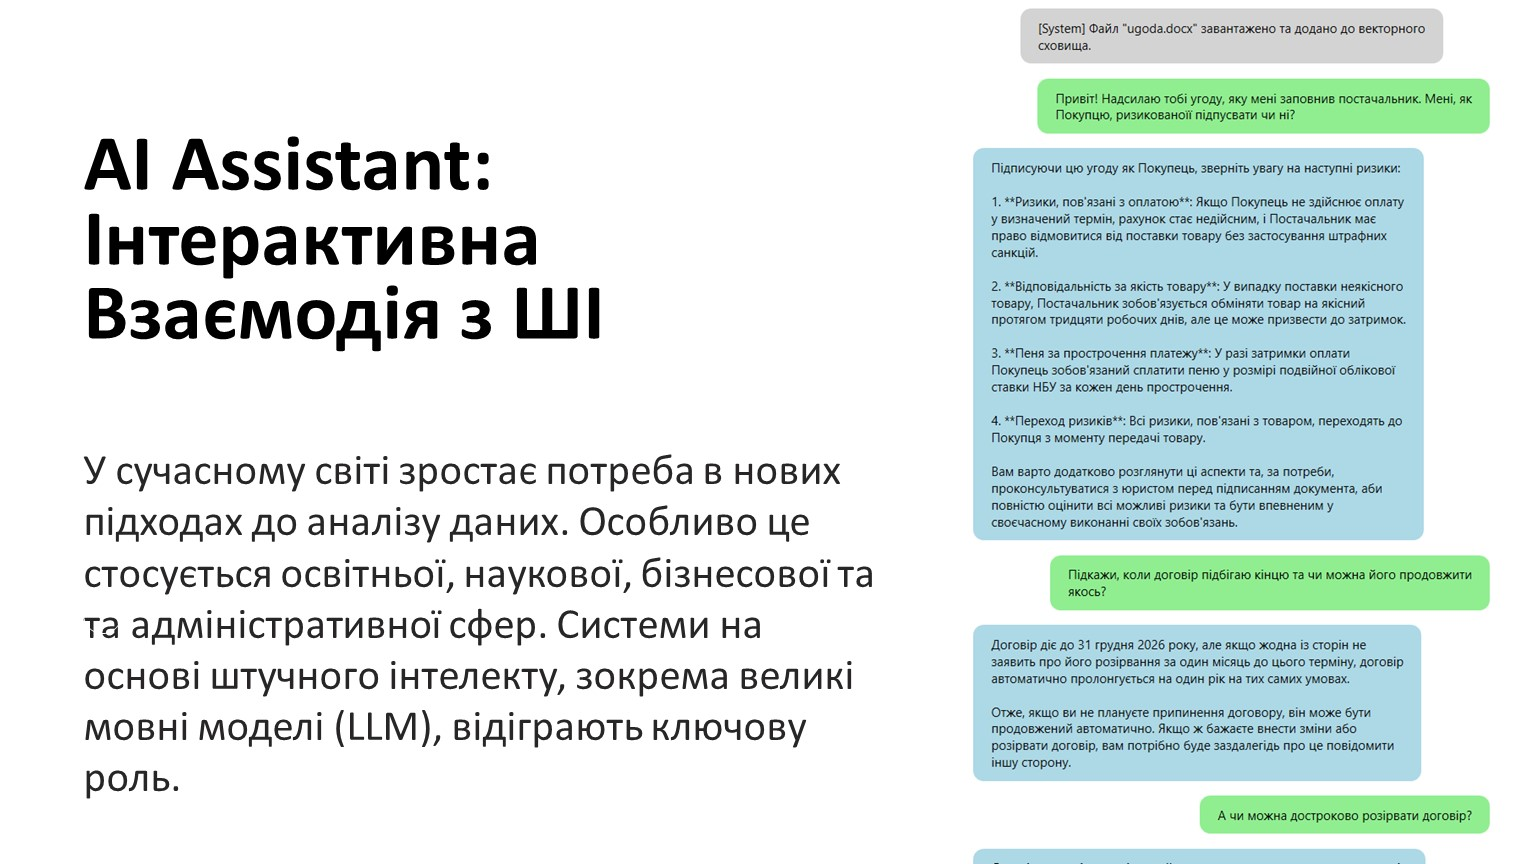 AI Assistant:
Інтерактивна
Взаємодія з ШІ
У сучасному світі зростає потреба в нових
підходах до аналізу даних. Особливо це
стосується освітньої, наукової, бізнесової та
та адміністративної сфер. Системи на
основі штучного інтелекту, зокрема великі
мовні моделі (LLM), відіграють ключову
роль.
[System] Файл "ugoda.docx" завантажено та додано до векторного
сховища.
Привіт! Надсилаю тобі угоду, яку мені заповнив постачальник. Мені, як
Покупцю, ризикованоїі підпусвати чи ні?
Підписуючи цю угоду як Покупець, зверніть увагу на наступні ризики:
1. **Ризики, пов'язані з оплатою**: Якщо Покупець не здійснює оплату
у визначений термін, рахунок стає недійсним, і Постачальник має
право відмовитися від поставки товару без застосування штрафних
санкцій.
2. **Відповідальність за якість товару**: У випадку поставки неякісного
товару, Постачальник зобов'язується обміняти товар на якісний
протягом тридцяти робочих днів, але це може призвести до затримок.
3. **Пеня за прострочення платежу**: У разі затримки оплати
Покупець зобов'язаний сплатити пеню у розмірі подвійної облікової
ставки НБУ за кожен день прострочення.
4. **Перехід ризиків**: Всі ризики, пов'язані з товаром, переходять до
Покупця з моменту передачі товару.
Вам варто додатково розглянути ці аспекти та, за потреби,
проконсультуватися з юристом перед підписанням документа, аби
повністю оцінити всі можливі ризики та бути впевненим у
своєчасному виконанні своїх зобов'язань.
Підкажи, коли договір підбігаю кінцю та чи можна його продовжити
якось?
Договір діє до 31 грудня 2026 року, але якщо жодна із сторін не
заявить про його розірвання за один місяць до цього терміну, договір
автоматично пролонгується на один рік на тих самих умовах.
Отже, якщо ви не плануєте припинення договору, він може бути
продовжений автоматично. Якщо ж бажаєте внести зміни або
розірвати договір, вам потрібно буде заздалегідь про це повідомити
іншу сторону.
А чи можна достроково розірвати договір?